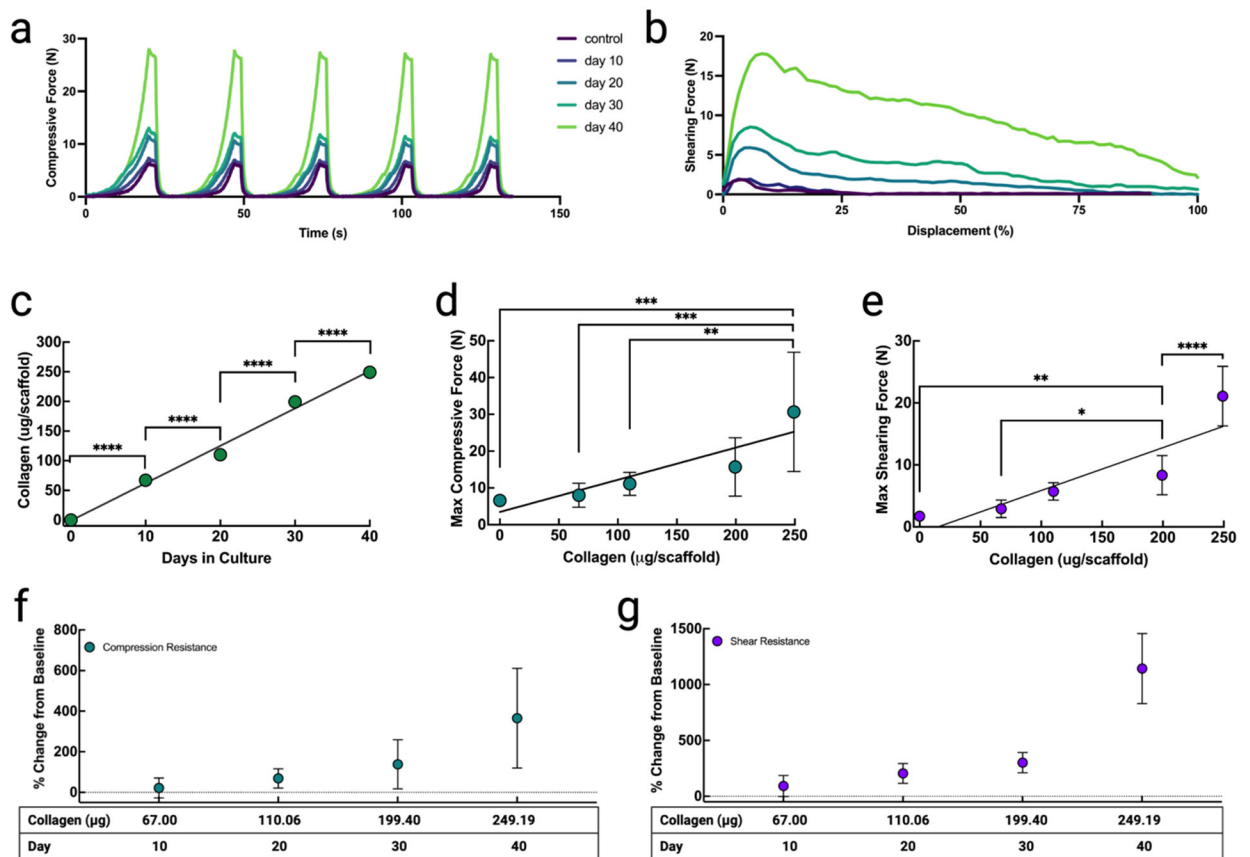 a
Compressive Force (N)
30
20
10
0
0 50 100 150
Time (s)
control
day 10
day 20
day 30
day 40
b
Shearing Force (N)
20
15
10
5
0
0 25 50 75 100
Displacement (%)
c
Collagen (ug/scaffold)
300
250
200
150
100
50
0
**** **** **** ****
0 10 20 30 40
Days in Culture
d
Max Compressive Force (N)
50
40
30
20
10
0
***
***
**
0 50 100 150 200 250
Collagen (μg/scaffold)
e
Max Shearing Force (N)
30
20
10
0
****
**
*
0 50 100 150 200 250
Collagen (ug/scaffold)
f
% Change from Baseline
800
600
400
200
0
Compression Resistance
Collagen (μg) 67.00 110.06 199.40 249.19
Day 10 20 30 40
g
% Change from Baseline
1500
1000
500
0
Shear Resistance
Collagen (μg) 67.00 110.06 199.40 249.19
Day 10 20 30 40